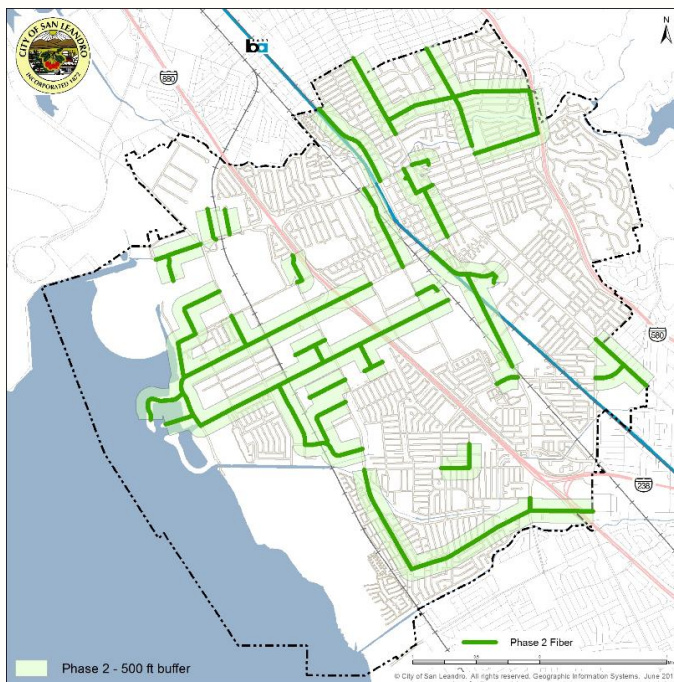 CITY OF SAN LEANDRO
INCORPORATED 1872
ba
N
880
580
238
Phase 2 Fiber
Phase 2 - 500 ft buffer
© City of San Leandro. All rights reserved. Geographic Information Systems. June 201